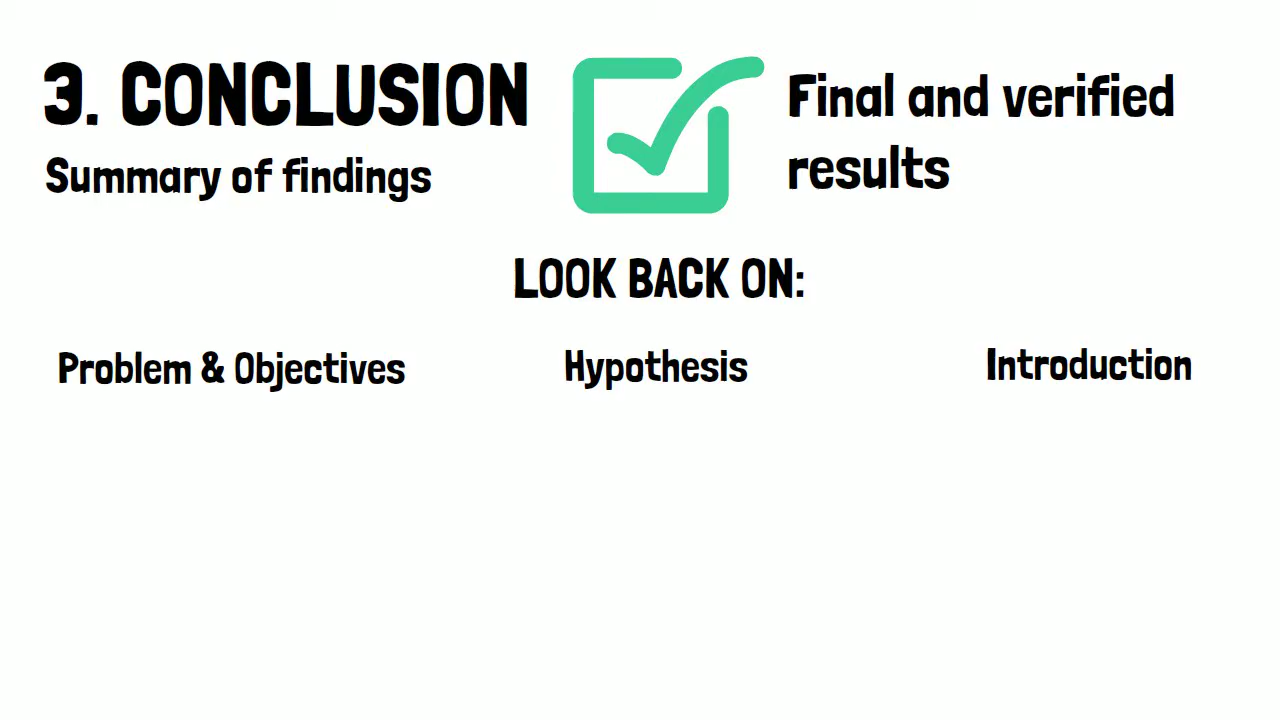 3. CONCLUSION
Summary of findings
Final and verified
results
LOOK BACK ON:
Problem & Objectives
Hypothesis
Introduction